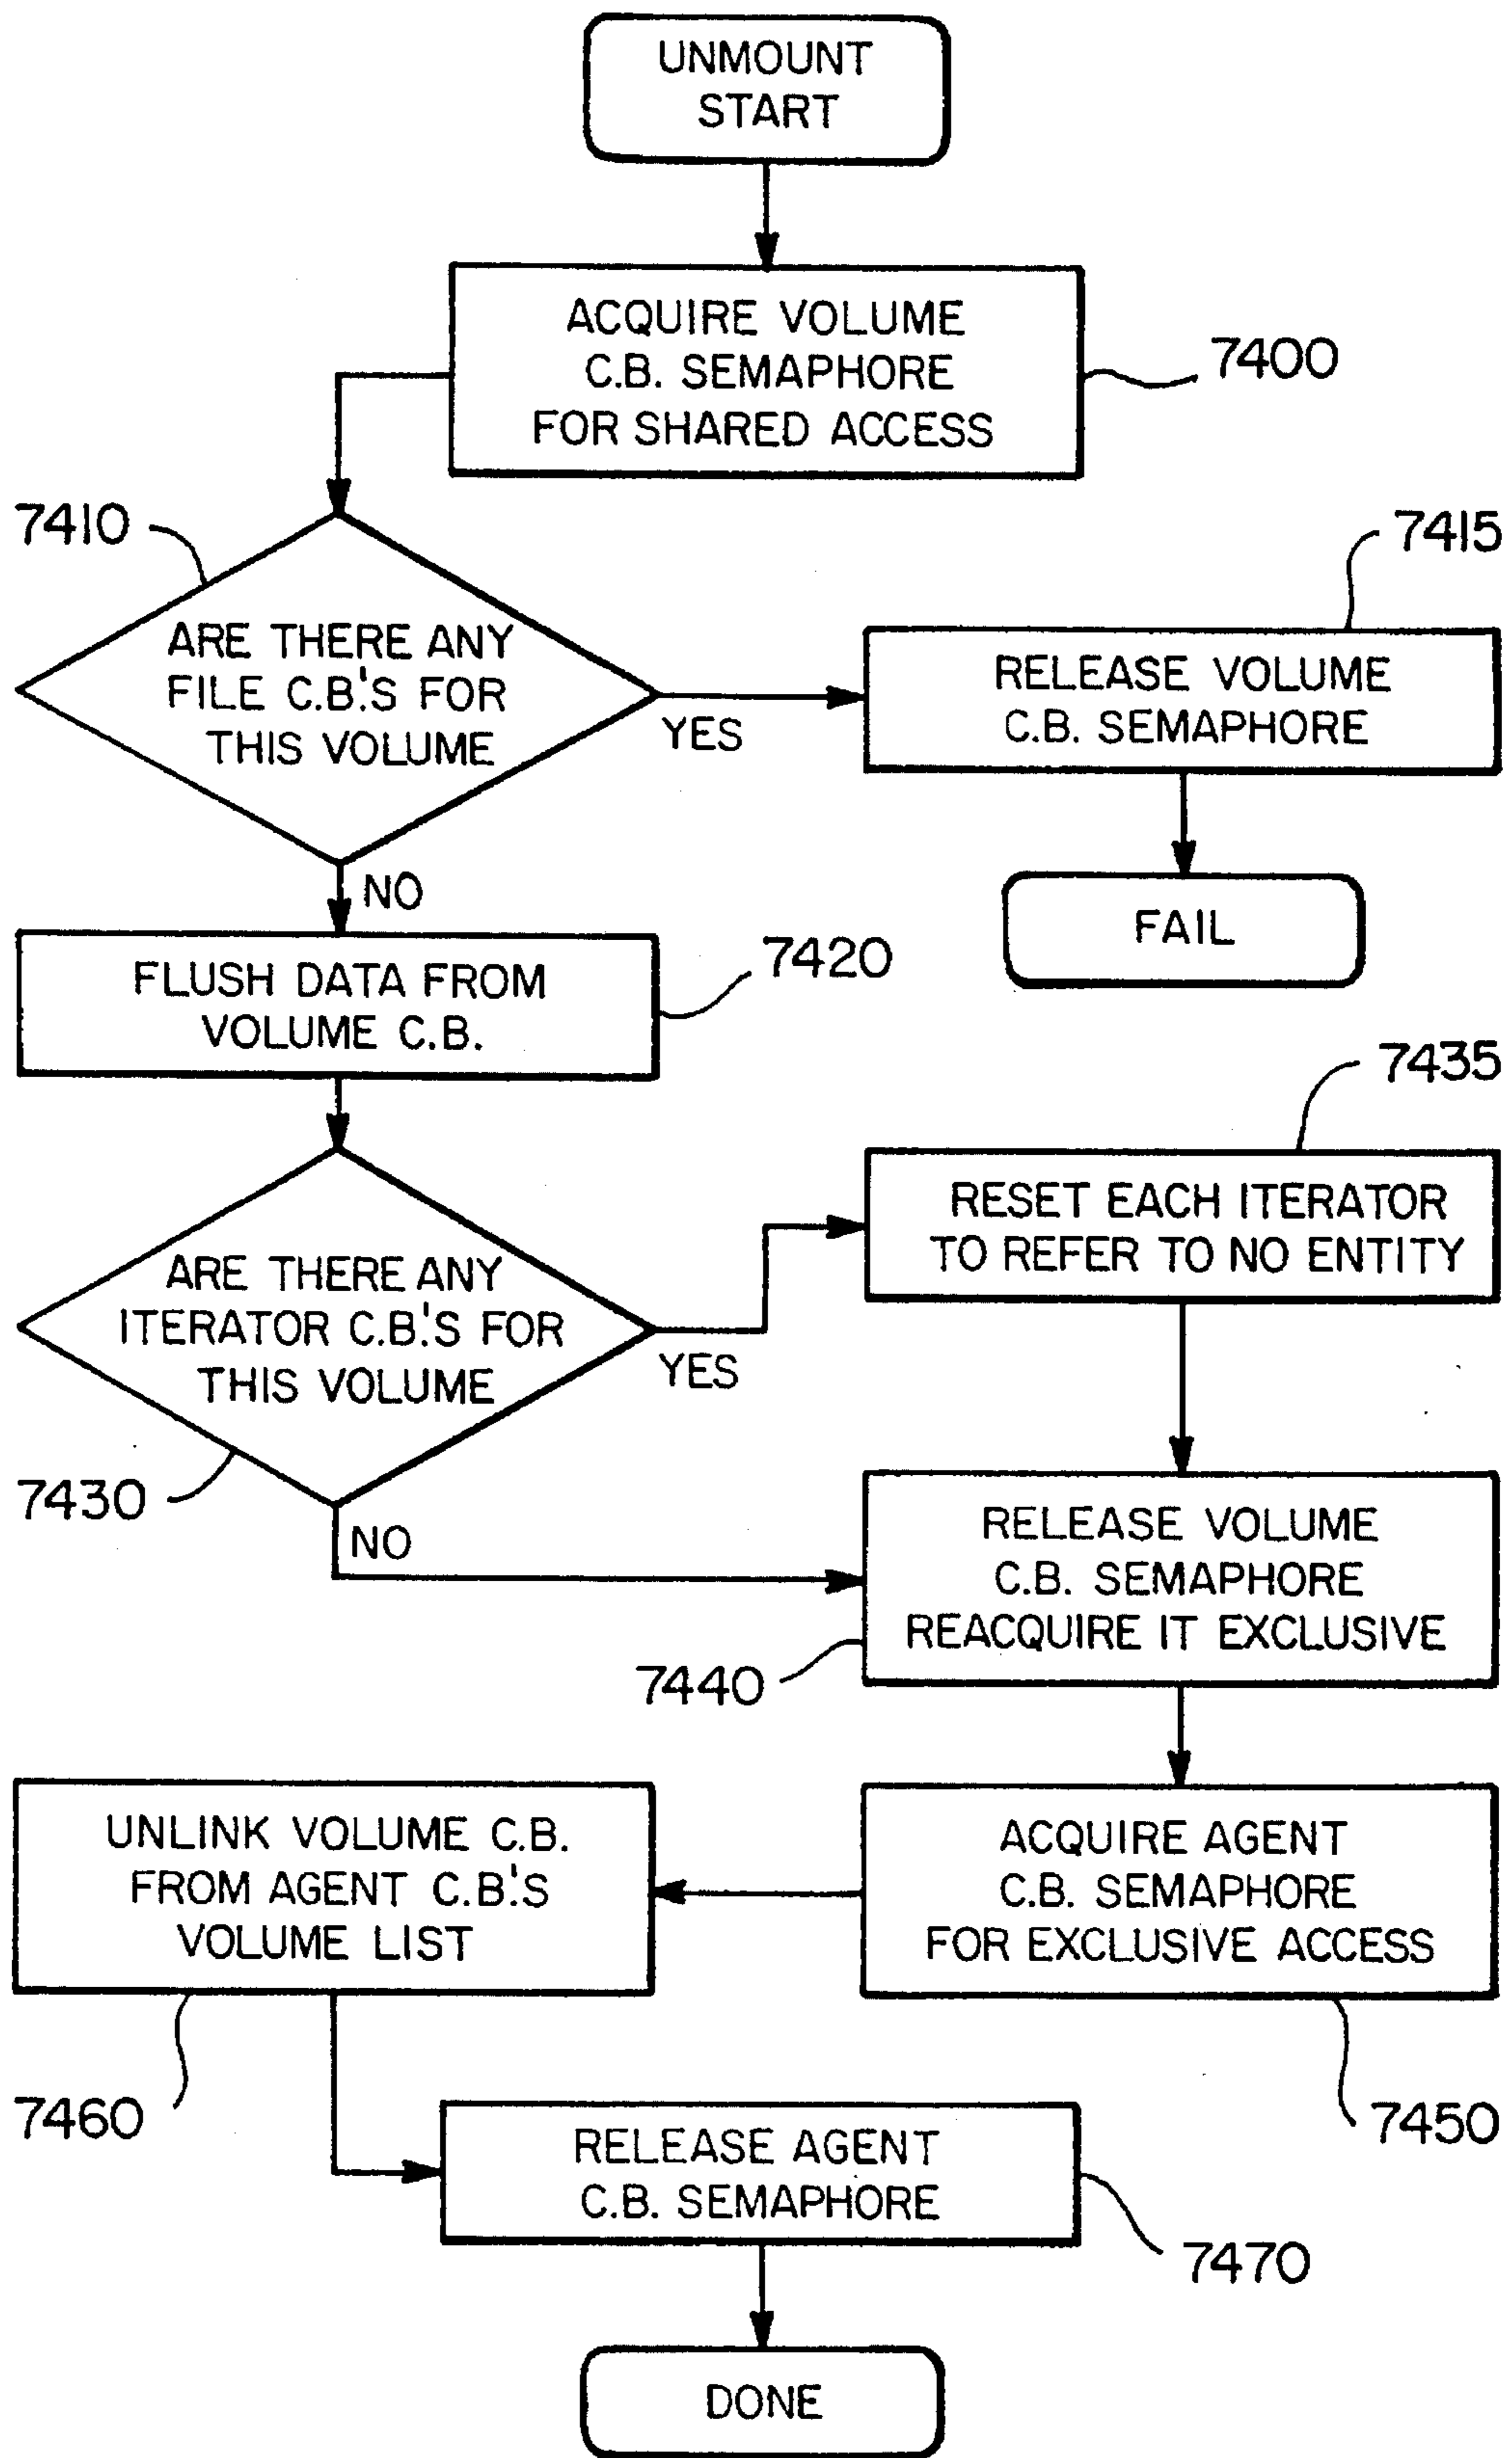 UNMOUNT
START
ACQUIRE VOLUME
C.B. SEMAPHORE
FOR SHARED ACCESS
7400
7410
ARE THERE ANY
FILE C.B.'S FOR
THIS VOLUME
YES
NO
7415
RELEASE VOLUME
C.B. SEMAPHORE
FAIL
FLUSH DATA FROM
VOLUME C.B.
7420
ARE THERE ANY
ITERATOR C.B.'S FOR
THIS VOLUME
YES
7430
NO
7435
RESET EACH ITERATOR
TO REFER TO NO ENTITY
RELEASE VOLUME
C.B. SEMAPHORE
REACQUIRE IT EXCLUSIVE
7440
ACQUIRE AGENT
C.B. SEMAPHORE
FOR EXCLUSIVE ACCESS
7450
UNLINK VOLUME C.B.
FROM AGENT C.B.'S
VOLUME LIST
7460
RELEASE AGENT
C.B. SEMAPHORE
7470
DONE